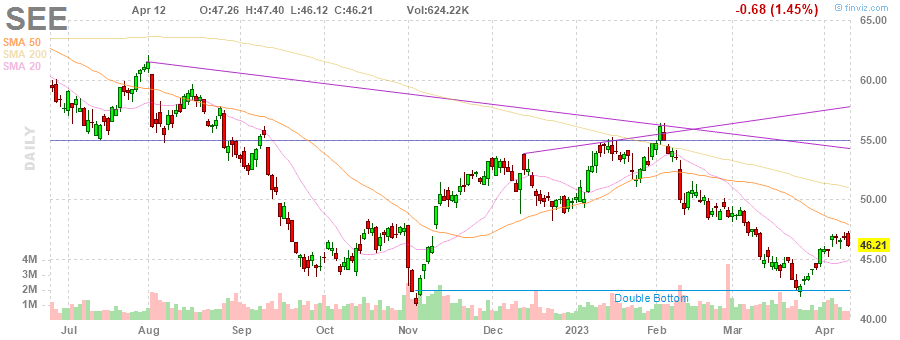 SEE Apr 12 O:47.26 H:47.40 L:46.12 C:46.21 Vol:624.22K -0.68 (1.45%) © finviz.com
SMA 50
SMA 200
SMA 20
DAILY
65.00
60.00
55.00
50.00
46.21
45.00
40.00
4M
3M
2M
1M
Double Bottom
Jul Aug Sep Oct Nov Dec 2023 Feb Mar Apr